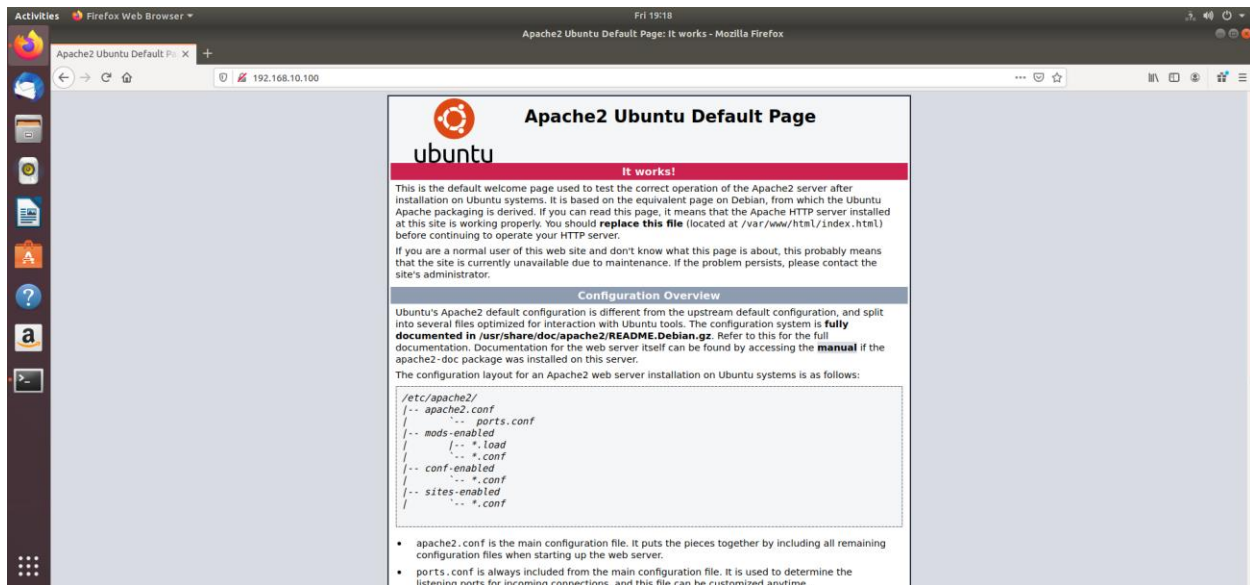 Activities Firefox Web Browser Fri 19:18
Apache2 Ubuntu Default Page: It works - Mozilla Firefox
Apache2 Ubuntu Default Pa
192.168.10.100
ubuntu
Apache2 Ubuntu Default Page
It works!
This is the default welcome page used to test the correct operation of the Apache2 server after
installation on Ubuntu systems. It is based on the equivalent page on Debian, from which the Ubuntu
Apache packaging is derived. If you can read this page, it means that the Apache HTTP server installed
at this site is working properly. You should replace this file (located at /var/www/html/index.html)
before continuing to operate your HTTP server.
If you are a normal user of this web site and don't know what this page is about, this probably means
that the site is currently unavailable due to maintenance. If the problem persists, please contact the
site's administrator.
Configuration Overview
Ubuntu's Apache2 default configuration is different from the upstream default configuration, and split
into several files optimized for interaction with Ubuntu tools. The configuration system is fully
documented in /usr/share/doc/apache2/README.Debian.gz. Refer to this for the full
documentation. Documentation for the web server itself can be found by accessing the manual if the
apache2-doc package was installed on this server.
The configuration layout for an Apache2 web server installation on Ubuntu systems is as follows:
/etc/apache2/
|-- apache2.conf
|       `--  ports.conf
|-- mods-enabled
|       |-- *.load
|       `-- *.conf
|-- conf-enabled
|       `-- *.conf
|-- sites-enabled
|       `-- *.conf
• apache2.conf is the main configuration file. It puts the pieces together by including all remaining
configuration files when starting up the web server.
• ports.conf is always included from the main configuration file. It is used to determine the
listening ports for incoming connections, and this file can be customized anytime.